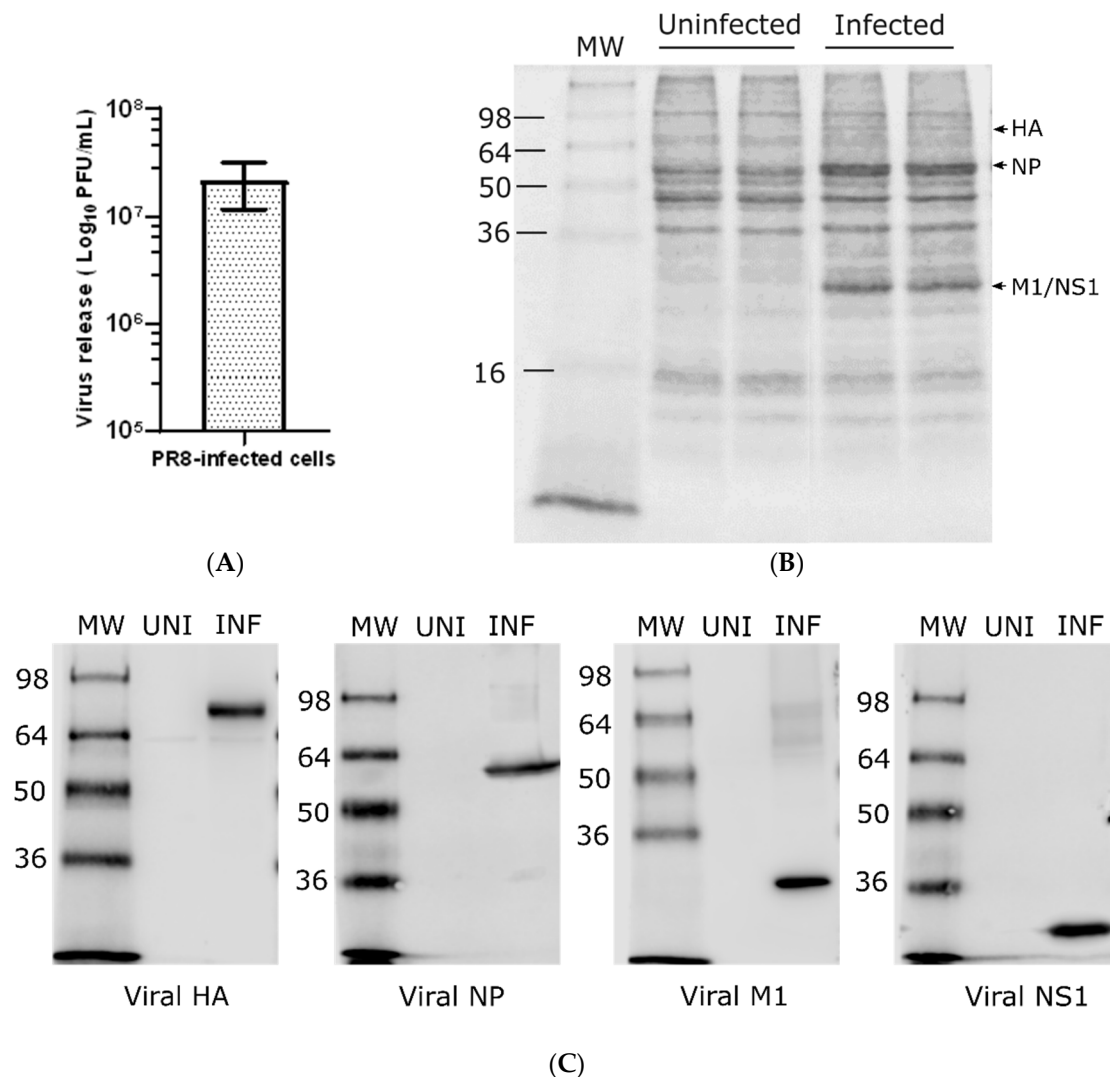 Virus release ( Log₁₀ PFU/mL)
10⁸
10⁷
10⁶
10⁵
PR8-infected cells
(A)
MW
Uninfected
Infected
98
64
50
36
16
HA
NP
M1/NS1
(B)
MW UNI INF
98
64
50
36
Viral HA
MW UNI INF
98
64
50
36
Viral NP
MW UNI INF
98
64
50
36
Viral M1
MW UNI INF
98
64
50
36
Viral NS1
(C)